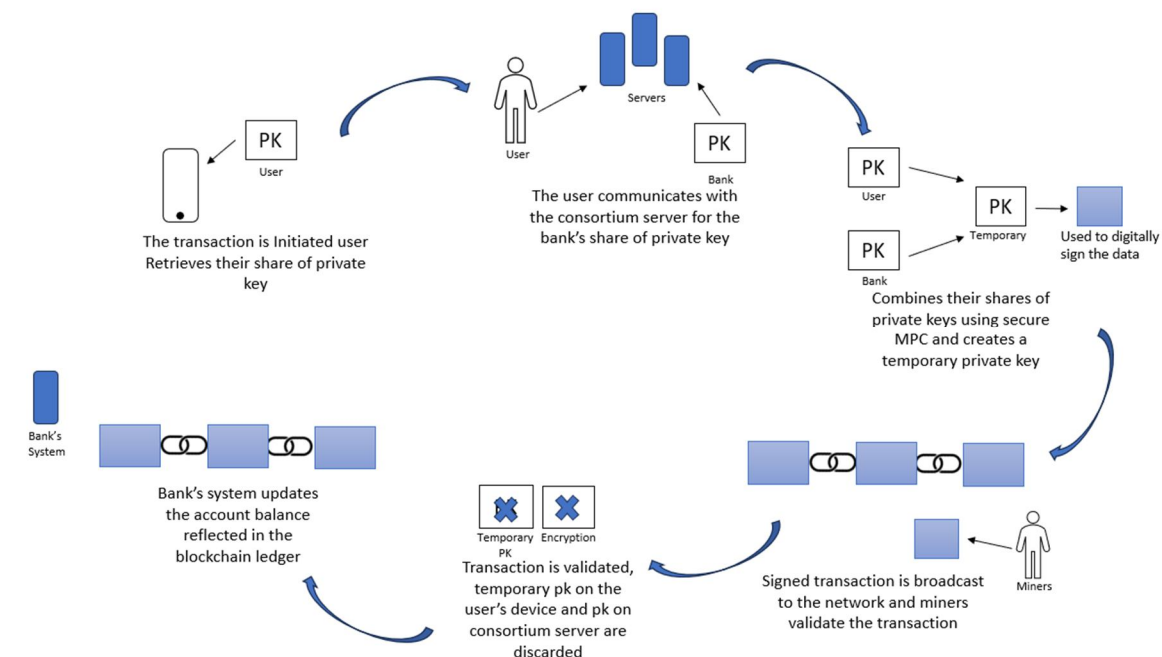 PK
User
The transaction is Initiated user
Retrieves their share of private
key
User
Servers
PK
Bank
The user communicates with
the consortium server for the
bank's share of private key
PK
User
PK
Bank
PK
Temporary
Used to digitally
sign the data
Combines their shares of
private keys using secure
MPC and creates a
temporary private key
Miners
Signed transaction is broadcast
to the network and miners
validate the transaction
Temporary
PK
Encryption
Transaction is validated,
temporary pk on the
user's device and pk on
consortium server are
discarded
Bank's
System
Bank's system updates
the account balance
reflected in the
blockchain ledger